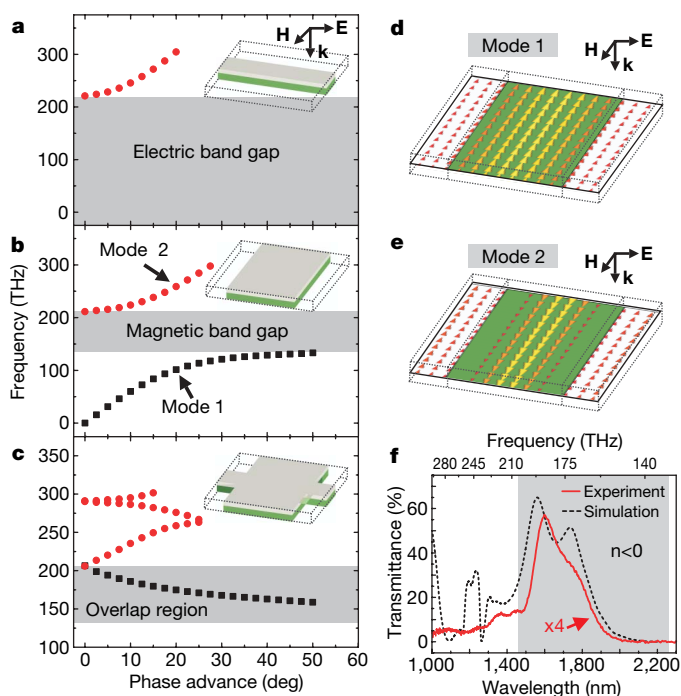 a
H
E
k
300
200
100
0
Electric band gap
b
Mode 2
300
200
100
0
Magnetic band gap
Mode 1
Frequency (THz)
c
350
300
250
200
150
100
Overlap region
0 10 20 30 40 50 60
Phase advance (deg)
d
Mode 1
H
E
k
e
Mode 2
H
E
k
f
Frequency (THz)
280 245 210 175 140
60
40
20
0
Transmittance (%)
Experiment
Simulation
n<0
x4
1,000 1,400 1,800 2,200
Wavelength (nm)